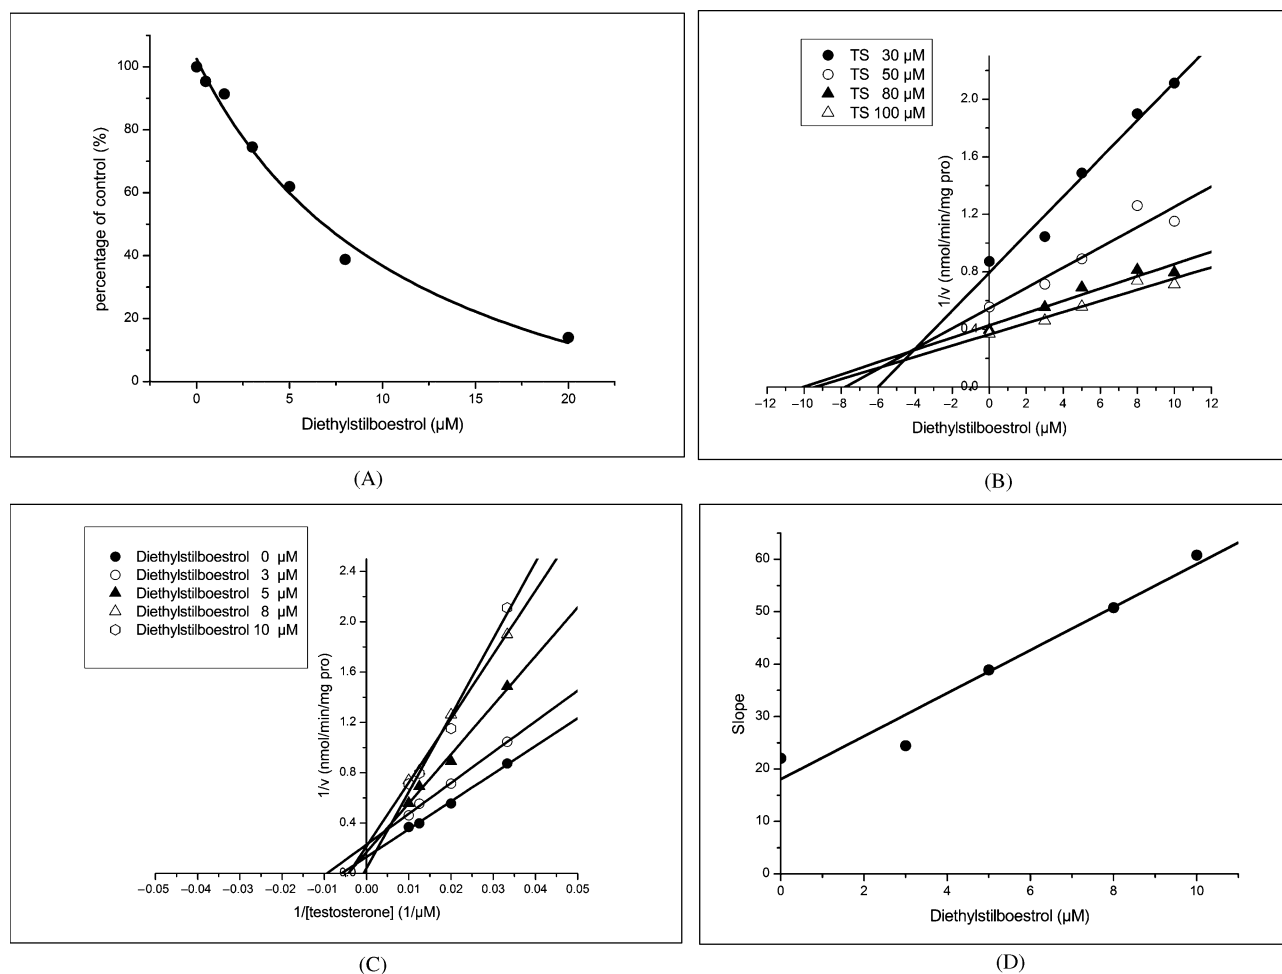 100
80
60
40
20
0
percentage of control (%)
0 5 10 15 20
Diethylstilboestrol (µM)
(A)
TS 30 µM
TS 50 µM
TS 80 µM
TS 100 µM
2.0
1.6
1.2
0.8
0.4
0.0
1/v (nmol/min/mg pro)
−12 −10 −8 −6 −4 −2 0 2 4 6 8 10 12
Diethylstilboestrol (µM)
(B)
Diethylstilboestrol 0 µM
Diethylstilboestrol 3 µM
Diethylstilboestrol 5 µM
Diethylstilboestrol 8 µM
Diethylstilboestrol 10 µM
2.4
2.0
1.6
1.2
0.8
0.4
0.0
1/v (nmol/min/mg pro)
−0.05 −0.04 −0.03 −0.02 −0.01 0.00 0.01 0.02 0.03 0.04 0.05
1/[testosterone] (1/µM)
(C)
60
50
40
30
20
10
0
Slope
0 2 4 6 8 10
Diethylstilboestrol (µM)
(D)